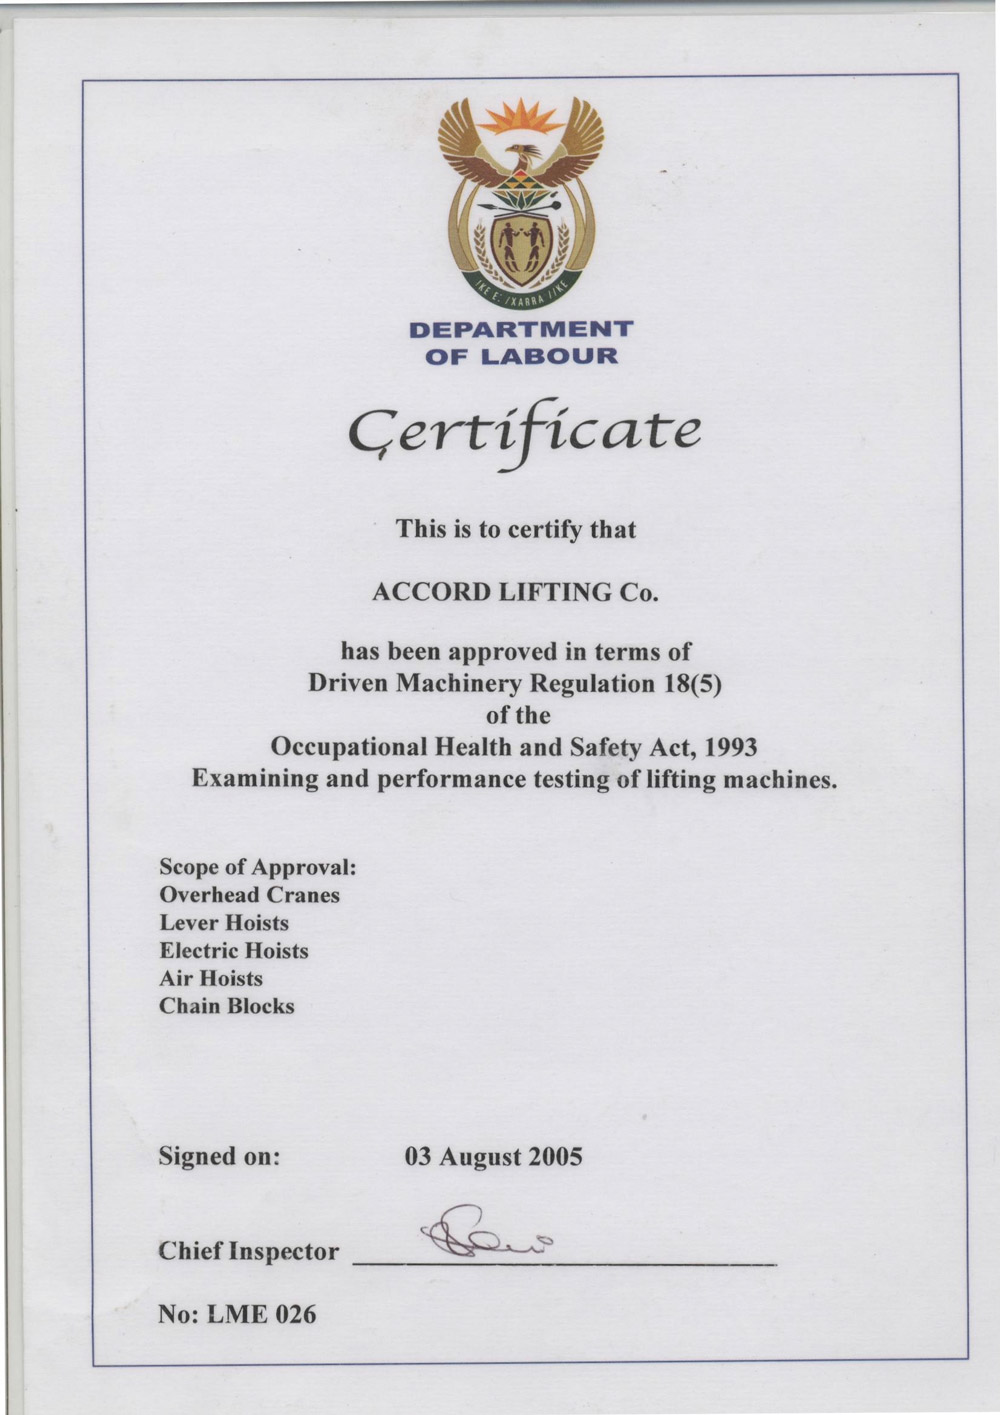 !KE E: /XARRA //KE
DEPARTMENT
OF LABOUR
Certificate
This is to certify that
ACCORD LIFTING Co.
has been approved in terms of
Driven Machinery Regulation 18(5)
of the
Occupational Health and Safety Act, 1993
Examining and performance testing of lifting machines.
Scope of Approval:
Overhead Cranes
Lever Hoists
Electric Hoists
Air Hoists
Chain Blocks
Signed on: 03 August 2005
Chief Inspector
No: LME 026